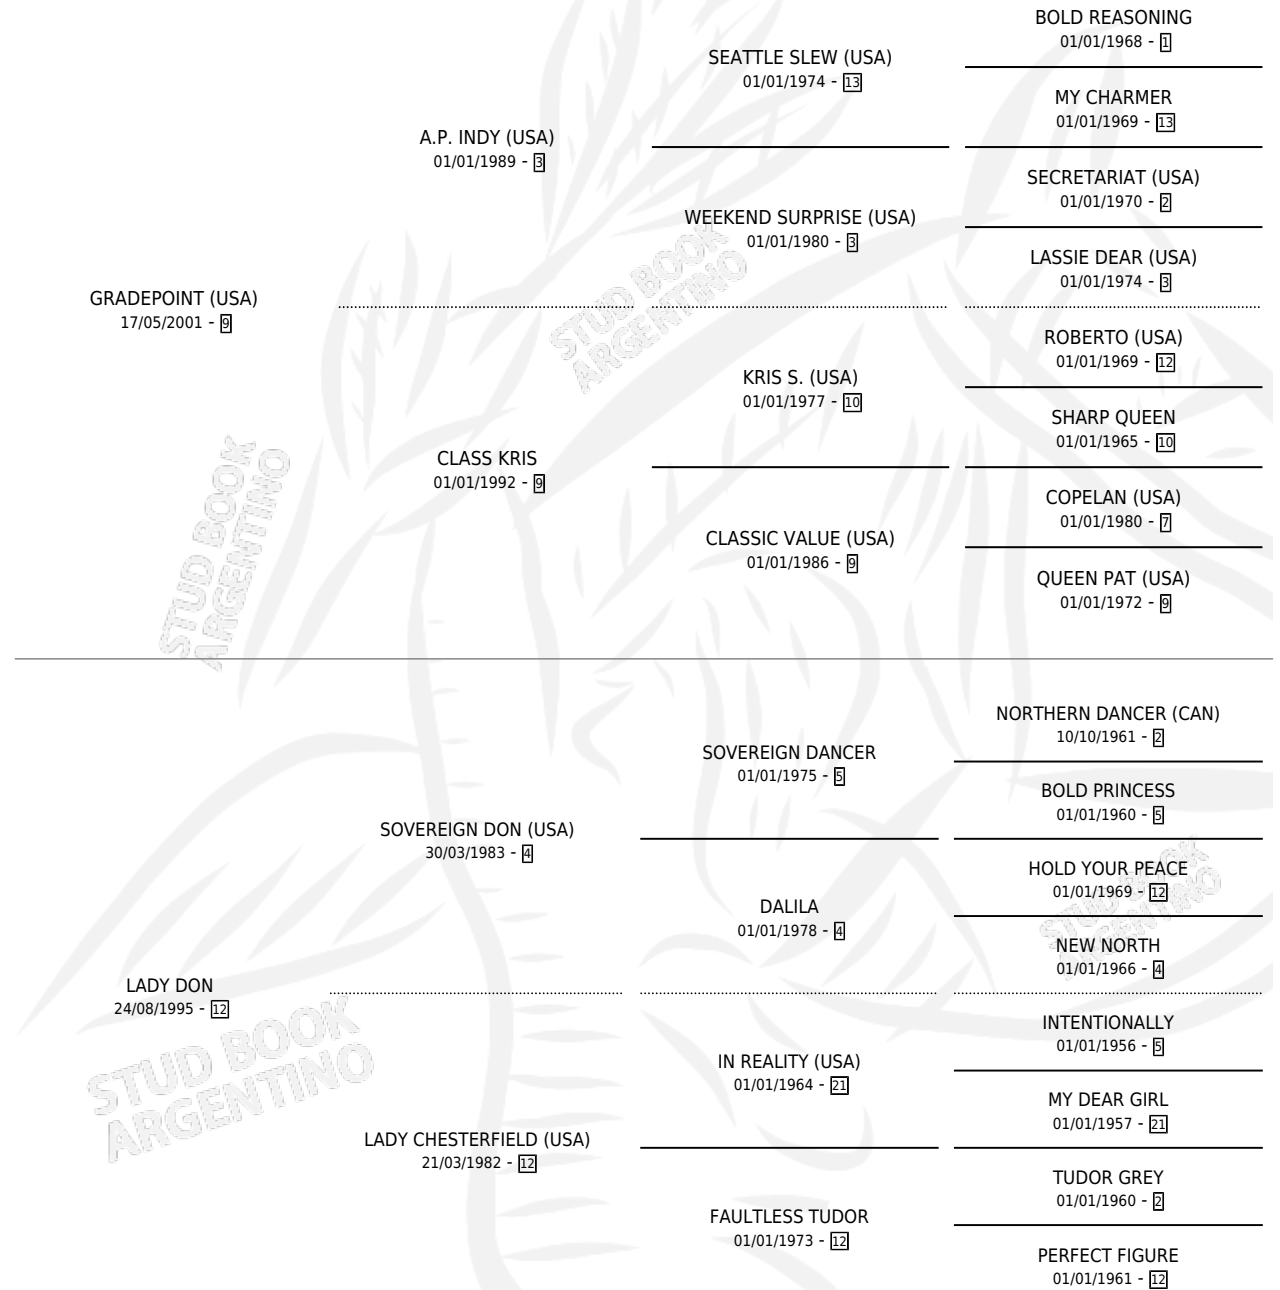 BOLD REASONING
01/01/1968 - 1
SEATTLE SLEW (USA)
01/01/1974 - 13
MY CHARMER
01/01/1969 - 13
A.P. INDY (USA)
01/01/1989 - 3
SECRETARIAT (USA)
01/01/1970 - 2
WEEKEND SURPRISE (USA)
01/01/1980 - 3
LASSIE DEAR (USA)
01/01/1974 - 3
GRADEPOINT (USA)
17/05/2001 - 9
STUD BOOK
ARGENTINO
ROBERTO (USA)
01/01/1969 - 12
KRIS S. (USA)
01/01/1977 - 10
SHARP QUEEN
01/01/1965 - 10
CLASS KRIS
01/01/1992 - 9
STUD BOOK
ARGENTINO
COPELAN (USA)
01/01/1980 - 7
CLASSIC VALUE (USA)
01/01/1986 - 9
QUEEN PAT (USA)
01/01/1972 - 9
NORTHERN DANCER (CAN)
10/10/1961 - 2
SOVEREIGN DANCER
01/01/1975 - 5
BOLD PRINCESS
01/01/1960 - 5
SOVEREIGN DON (USA)
30/03/1983 - 4
HOLD YOUR PEACE
01/01/1969 - 12
STUD BOOK
ARGENTINO
DALILA
01/01/1978 - 4
NEW NORTH
01/01/1966 - 4
LADY DON
24/08/1995 - 12
STUD BOOK
ARGENTINO
INTENTIONALLY
01/01/1956 - 5
IN REALITY (USA)
01/01/1964 - 21
MY DEAR GIRL
01/01/1957 - 21
LADY CHESTERFIELD (USA)
21/03/1982 - 12
TUDOR GREY
01/01/1960 - 2
FAULTLESS TUDOR
01/01/1973 - 12
PERFECT FIGURE
01/01/1961 - 12